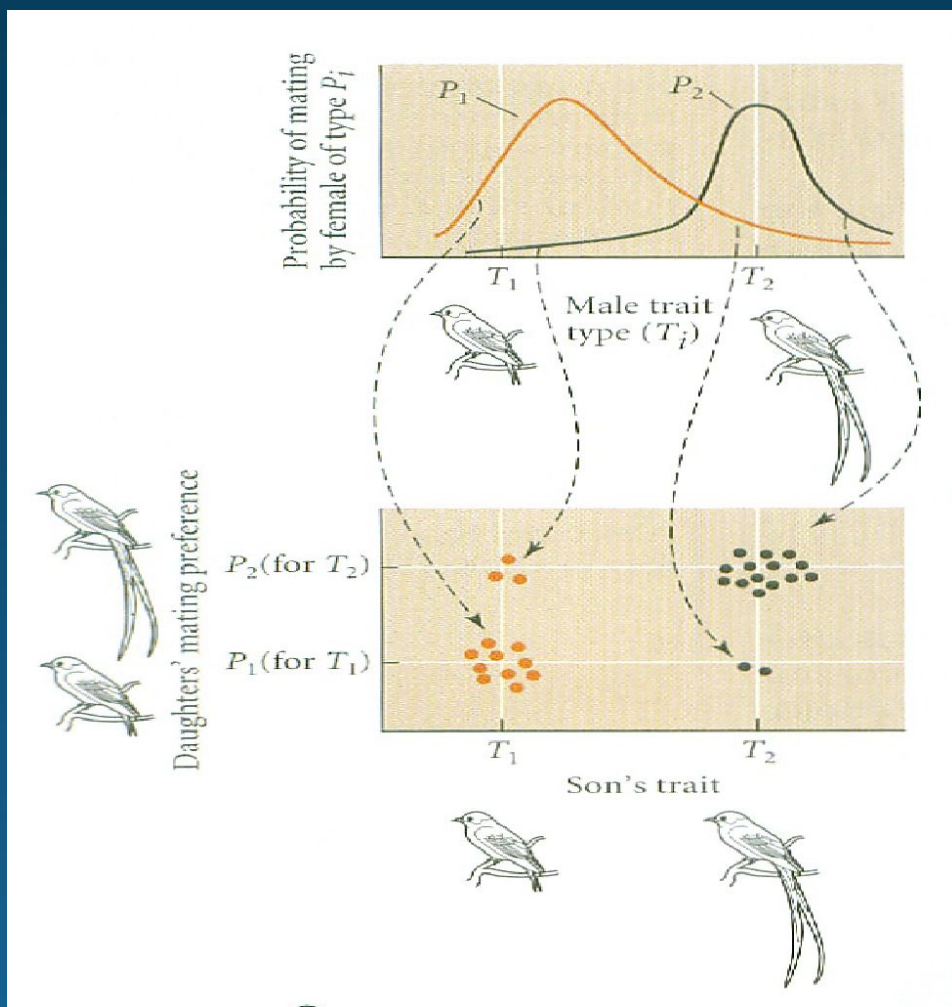 Probability of mating
by female of type Pi
P1
P2
T1
T2
Male trait
type (Ti)
Daughters' mating preference
P2(for T2)
P1(for T1)
T1
T2
Son's trait